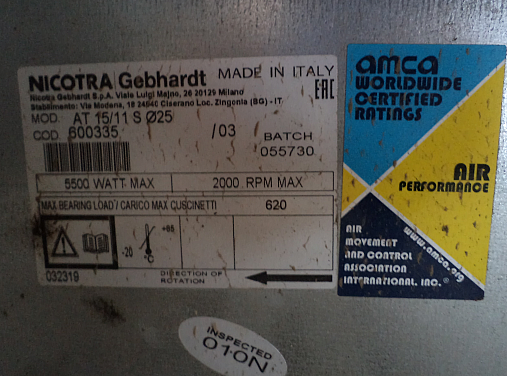 NICOTRA Gebhardt MADE IN ITALY
Nicotra Gebhardt S.p.A. Viale Luigi Majno, 26 20129 Milano
Stabilimento: Via Modena, 18 24040 Ciserano Loc. Zingonia (BG) - IT
EAC
MOD. AT 15/11 S Ø25
COD. 600335 /03 BATCH
055730
5500 WATT MAX 2000 RPM MAX
MAX BEARING LOAD/ CARICO MAX CUSCINETTI 620
-20 +85
°C
032319 DIRECTION OF
ROTATION
amca
WORLDWIDE
CERTIFIED
RATINGS
AIR
PERFORMANCE
AIR
MOVEMENT
AND CONTROL
ASSOCIATION
INTERNATIONAL, INC.®
www.amca.org
INSPECTED
010N